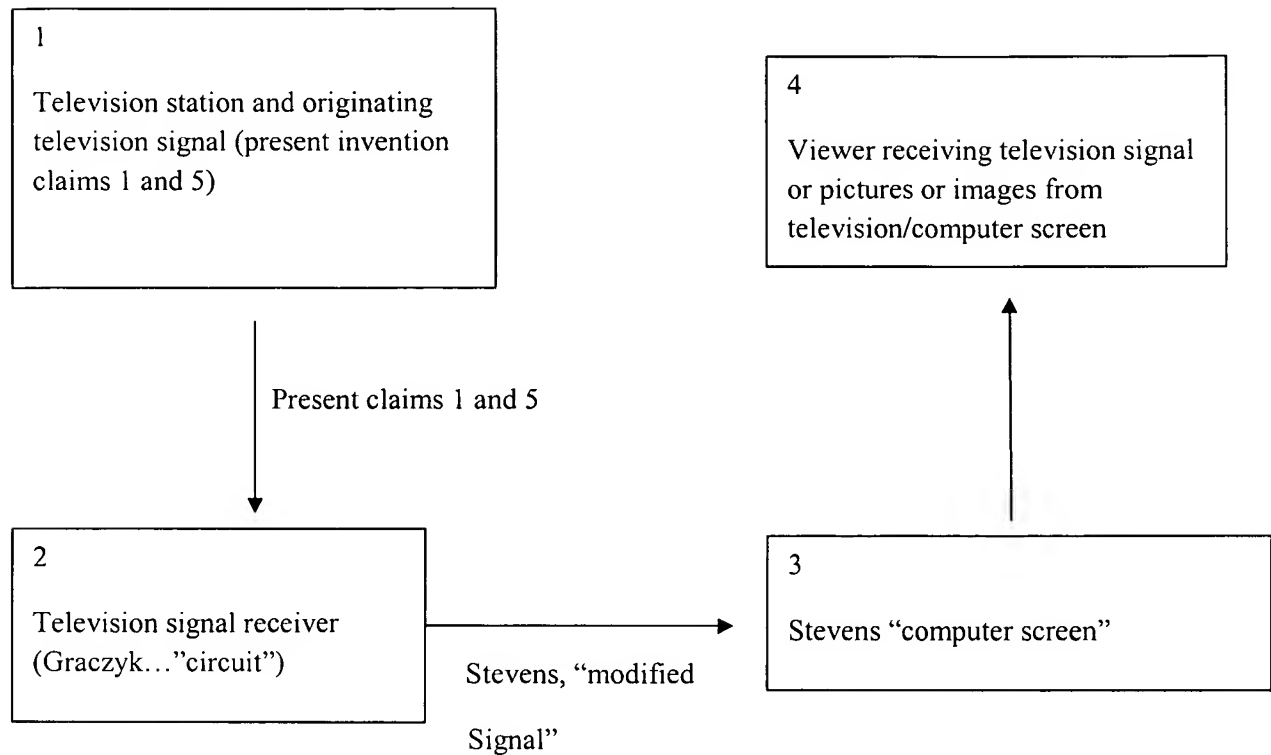 1
Television station and originating
television signal (present invention
claims 1 and 5)
4
Viewer receiving television signal
or pictures or images from
television/computer screen
Present claims 1 and 5
2
Television signal receiver
(Graczyk…"circuit")
Stevens, “modified
Signal”
3
Stevens “computer screen”